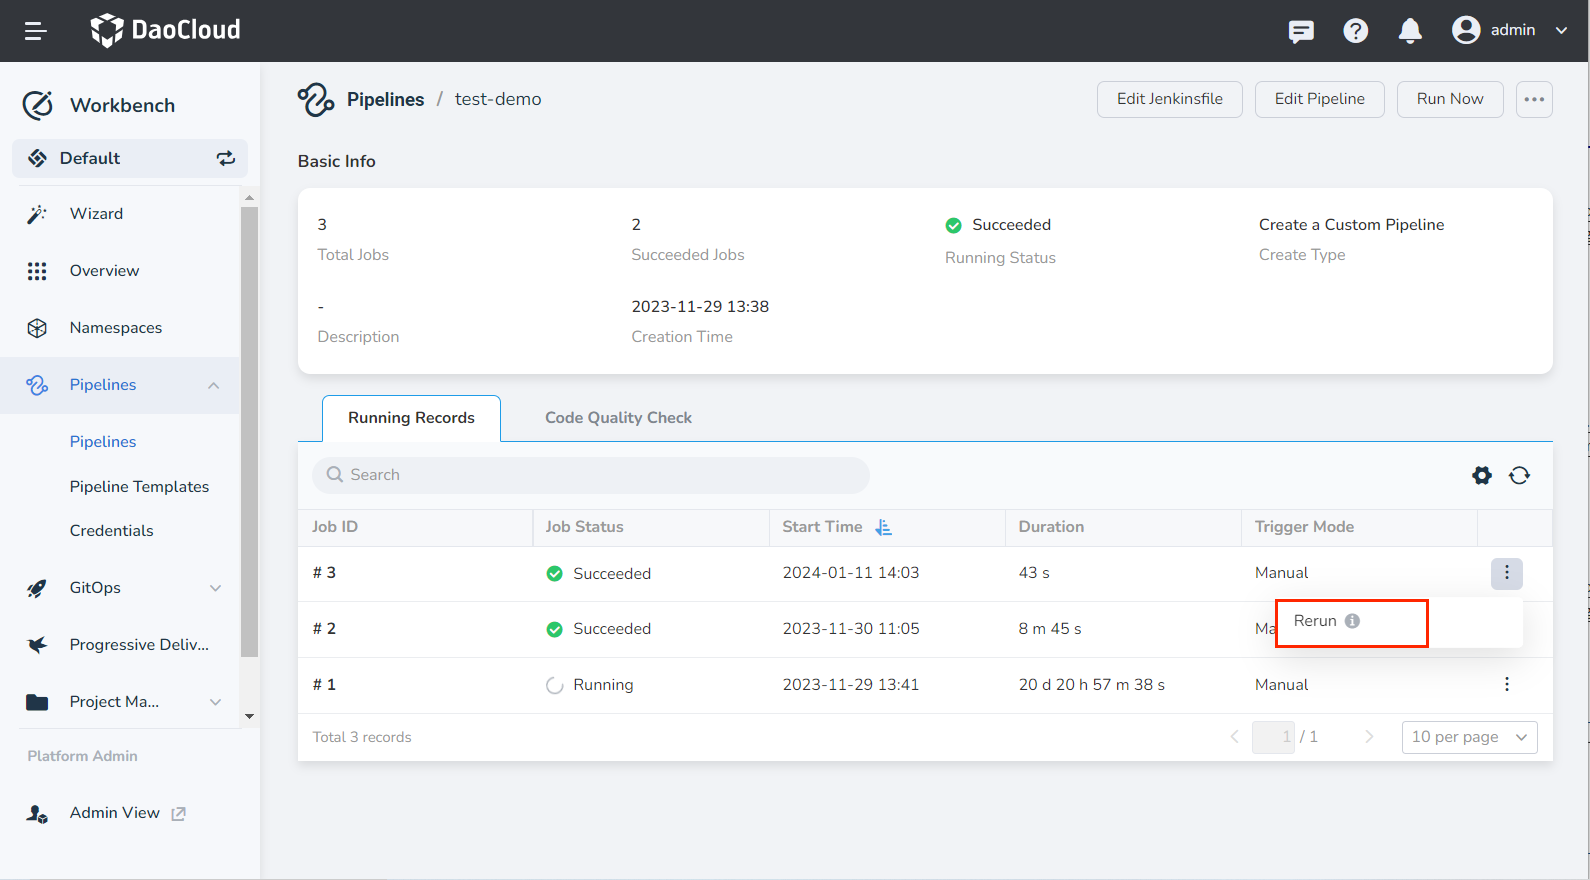 DaoCloud
admin
Workbench
Default
Wizard
Overview
Namespaces
Pipelines
Pipelines
Pipeline Templates
Credentials
GitOps
Progressive Deliv...
Project Ma...
Platform Admin
Admin View
Pipelines / test-demo
Edit Jenkinsfile
Edit Pipeline
Run Now
Basic Info
3
Total Jobs
2
Succeeded Jobs
Succeeded
Running Status
Create a Custom Pipeline
Create Type
-
Description
2023-11-29 13:38
Creation Time
Running Records
Code Quality Check
Search
Job ID Job Status Start Time Duration Trigger Mode
# 3 Succeeded 2024-01-11 14:03 43 s Manual
Rerun
# 2 Succeeded 2023-11-30 11:05 8 m 45 s Ma
# 1 Running 2023-11-29 13:41 20 d 20 h 57 m 38 s Manual
Total 3 records
1 / 1
10 per page